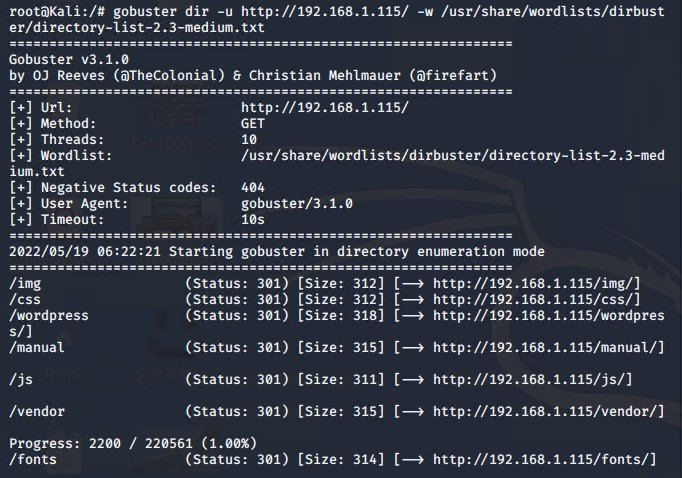 root@Kali:/# gobuster dir -u http://192.168.1.115/ -w /usr/share/wordlists/dirbust
er/directory-list-2.3-medium.txt
===============================================================
Gobuster v3.1.0
by OJ Reeves (@TheColonial) & Christian Mehlmauer (@firefart)
===============================================================
[+] Url:                     http://192.168.1.115/
[+] Method:                  GET
[+] Threads:                 10
[+] Wordlist:                /usr/share/wordlists/dirbuster/directory-list-2.3-med
ium.txt
[+] Negative Status codes:   404
[+] User Agent:              gobuster/3.1.0
[+] Timeout:                 10s
===============================================================
2022/05/19 06:22:21 Starting gobuster in directory enumeration mode
===============================================================
/img                  (Status: 301) [Size: 312] [--> http://192.168.1.115/img/]
/css                  (Status: 301) [Size: 312] [--> http://192.168.1.115/css/]
/wordpress            (Status: 301) [Size: 318] [--> http://192.168.1.115/wordpres
s/]
/manual               (Status: 301) [Size: 315] [--> http://192.168.1.115/manual/]
/js                   (Status: 301) [Size: 311] [--> http://192.168.1.115/js/]
/vendor               (Status: 301) [Size: 315] [--> http://192.168.1.115/vendor/]
Progress: 2200 / 220561 (1.00%)
/fonts                (Status: 301) [Size: 314] [--> http://192.168.1.115/fonts/]